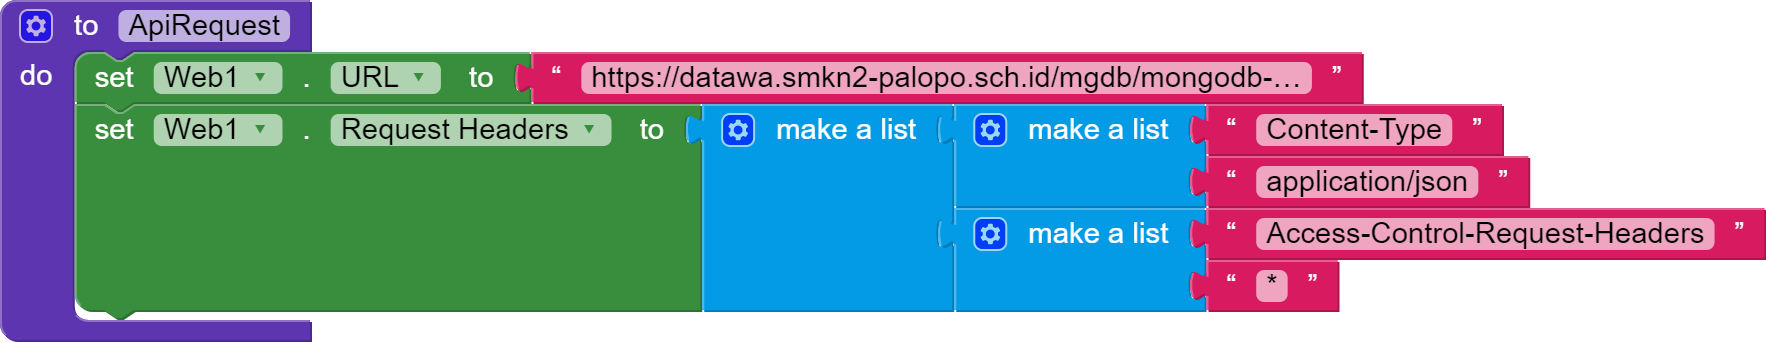 to ApiRequest
do set Web1 . URL to “ https://datawa.smkn2-palopo.sch.id/mgdb/mongodb-... ”
set Web1 . Request Headers to make a list make a list “ Content-Type ”
“ application/json ”
make a list “ Access-Control-Request-Headers ”
“ * ”